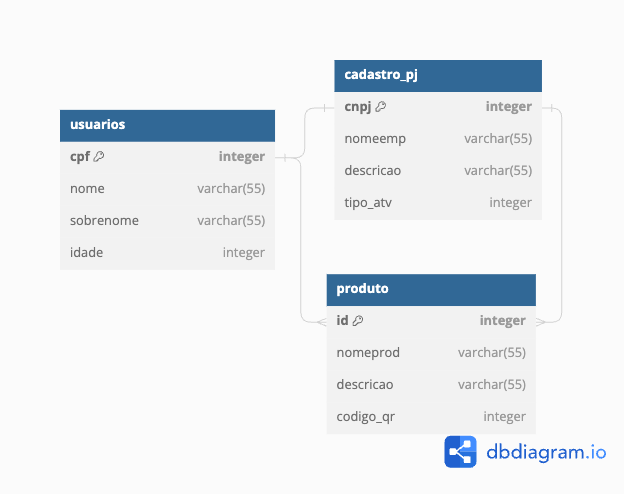 usuarios
cpf integer
nome varchar(55)
sobrenome varchar(55)
idade integer
cadastro_pj
cnpj integer
nomeemp varchar(55)
descricao varchar(55)
tipo_atv integer
produto
id integer
nomeprod varchar(55)
descricao varchar(55)
codigo_qr integer
dbdiagram.io